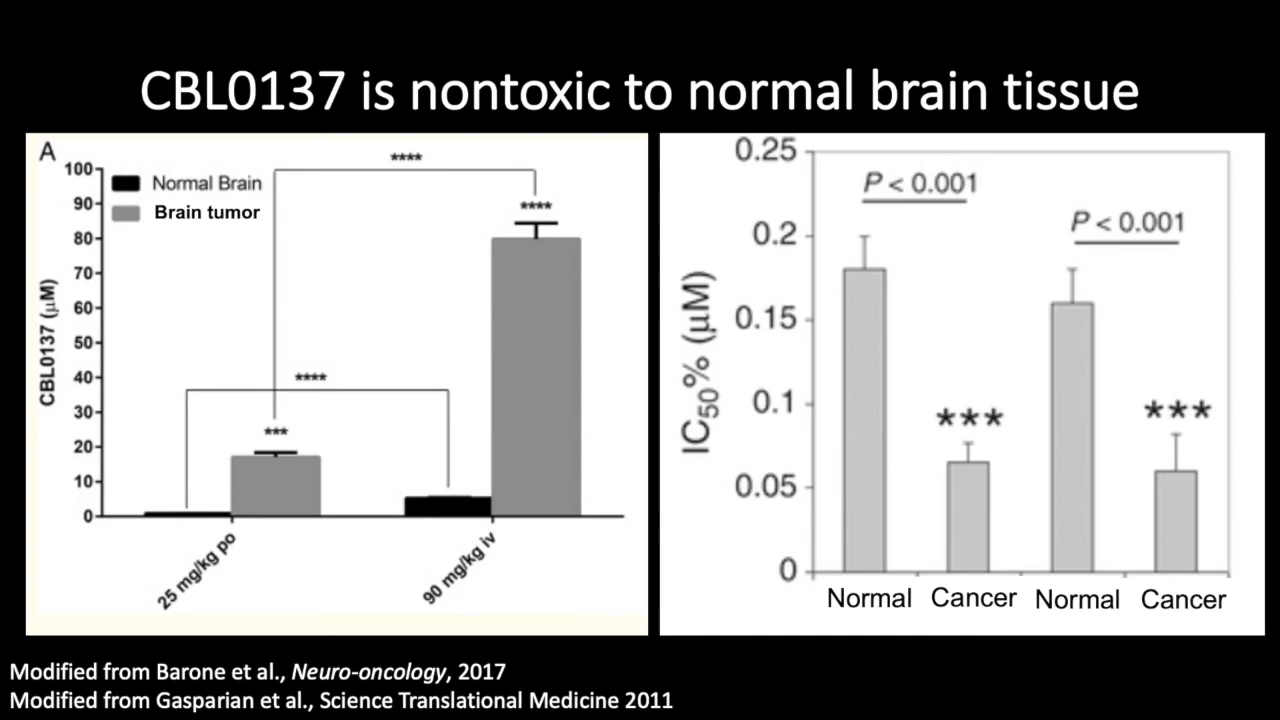 CBL0137 is nontoxic to normal brain tissue
A
****
****
****
***
Normal Brain
Brain tumor
CBL0137 (μM)
100
90
80
70
60
50
40
30
20
10
0
25 mg/kg po
90 mg/kg iv
IC50% (μM)
0.25
0.2
0.15
0.1
0.05
0
P < 0.001
P < 0.001
***
***
Normal
Cancer
Normal
Cancer
Modified from Barone et al., Neuro-oncology, 2017
Modified from Gasparian et al., Science Translational Medicine 2011